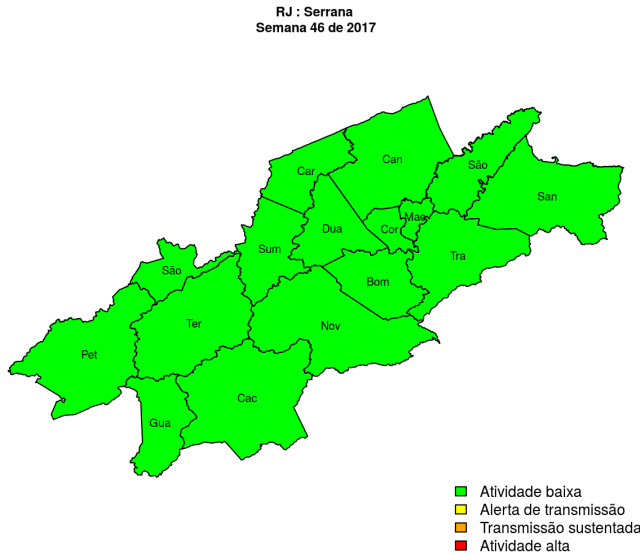 RJ : Serrana
Semana 46 de 2017
Can
São
Car
San
Mac
Dua
Cor
Sum
Tra
São
Bom
Ter
Nov
Pet
Cac
Gua
Atividade baixa
Alerta de transmissão
Transmissão sustentada
Atividade alta